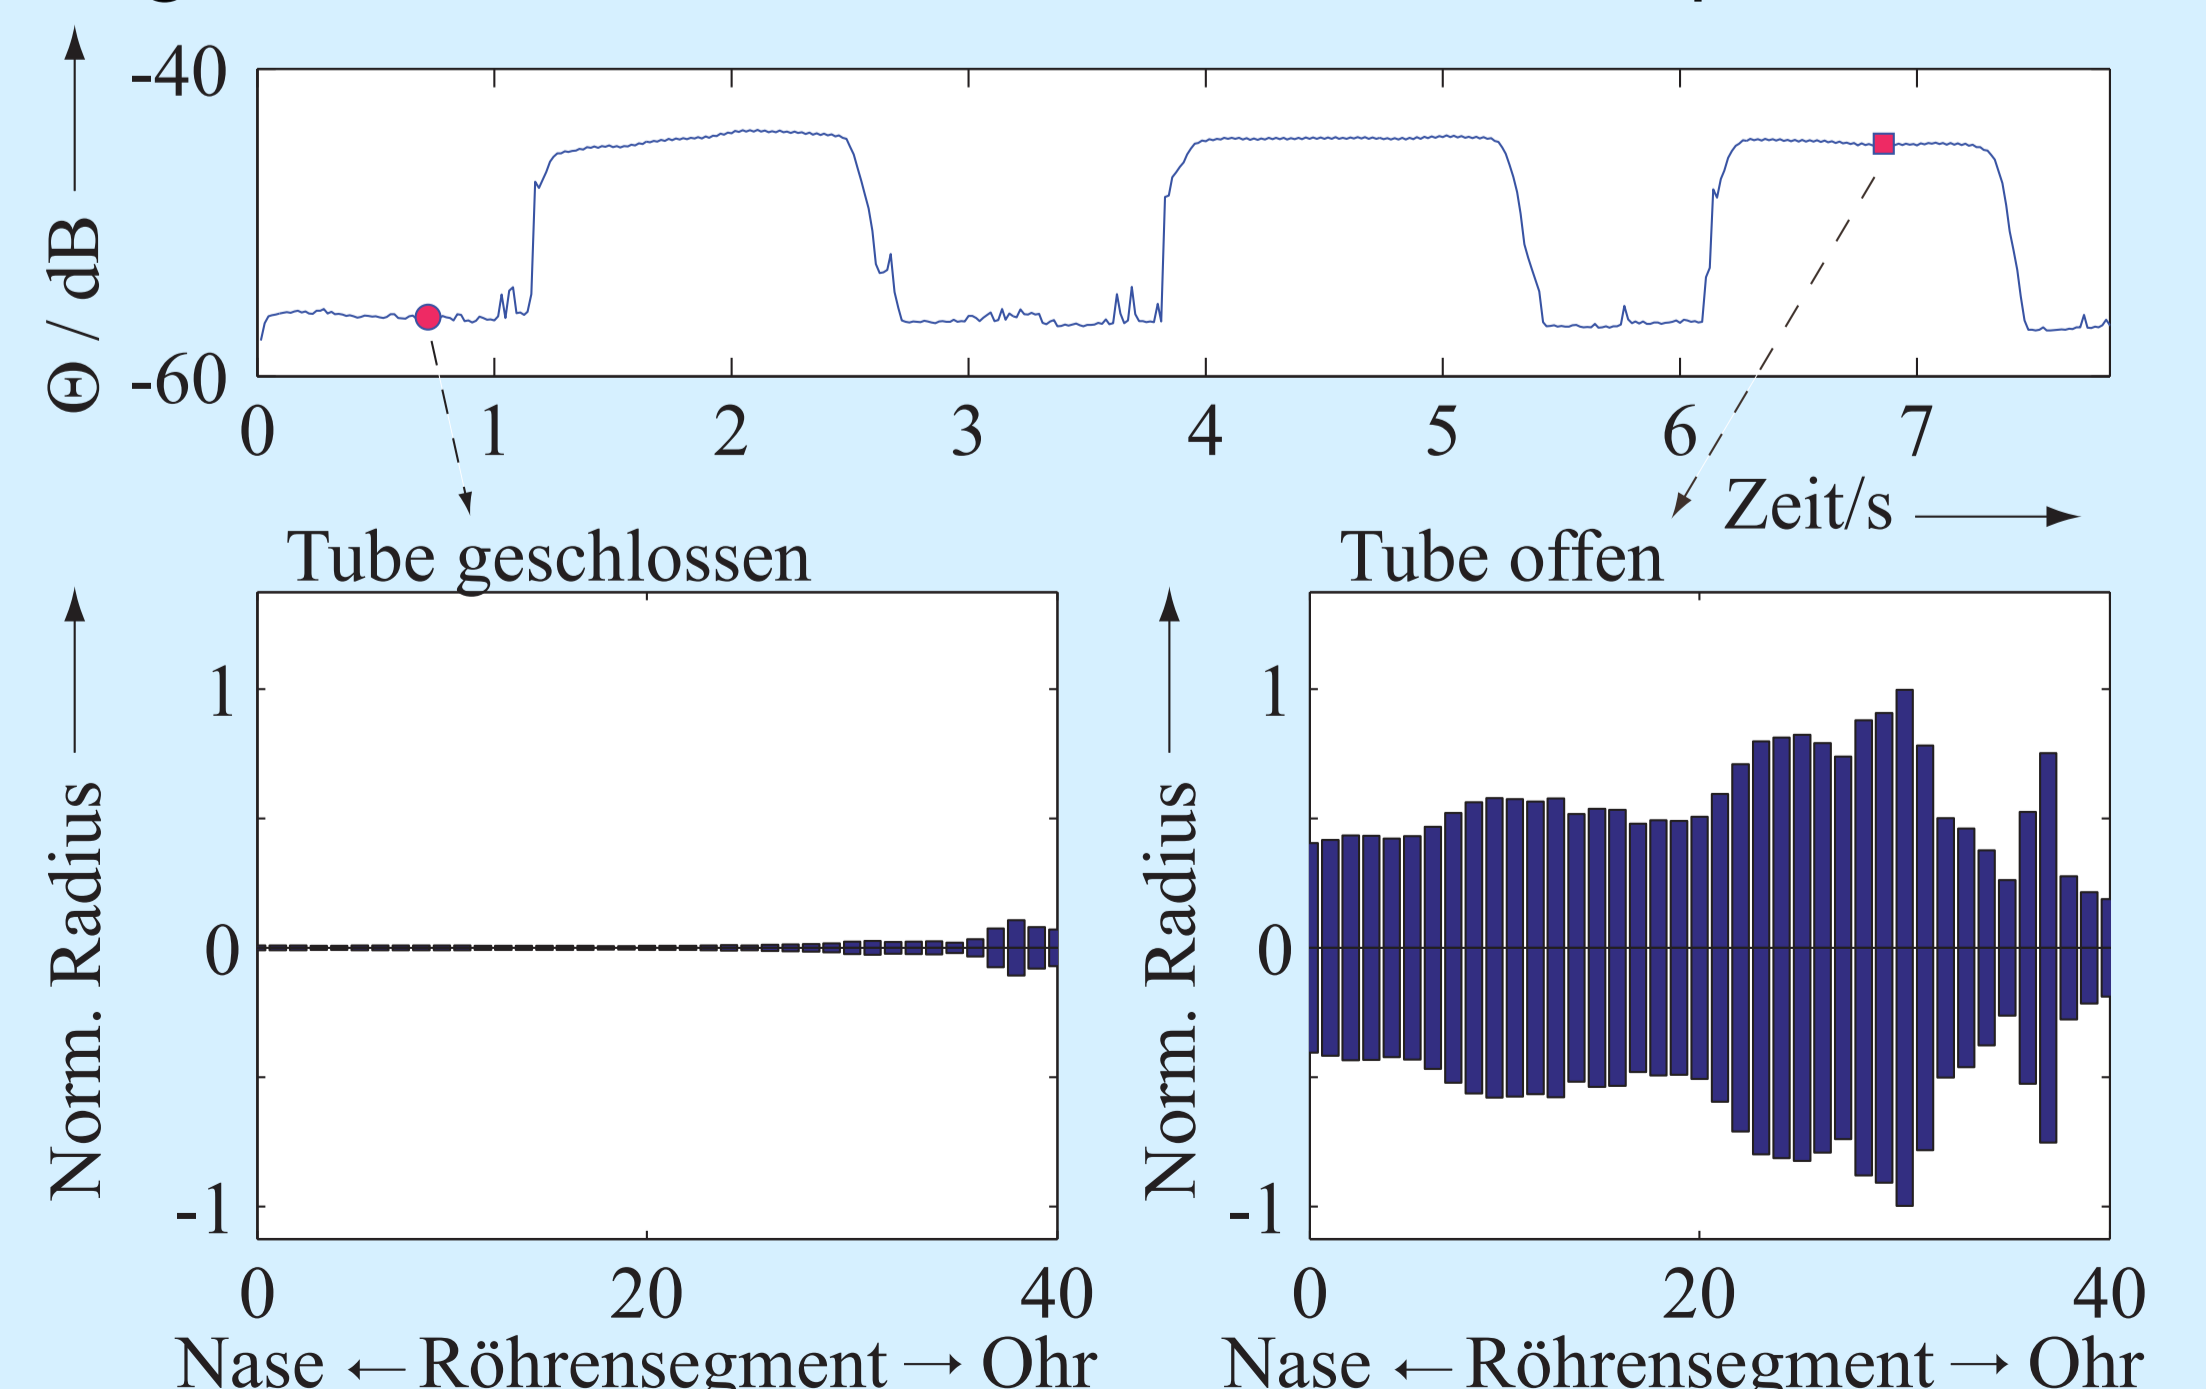 -40
Θ / dB
-60
0 1 2 3 4 5 6 7
Zeit/s
Tube geschlossen
Tube offen
Norm. Radius
1
0
-1
0 20 40
Nase ← Röhrensegment → Ohr
Norm. Radius
1
0
-1
0 20 40
Nase ← Röhrensegment → Ohr